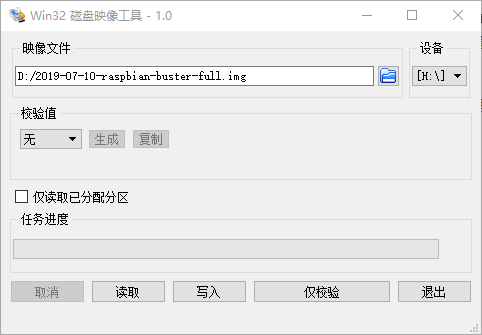 Win32 磁盘映像工具 - 1.0
映像文件
设备
D:/2019-07-10-raspbian-buster-full.img
[H:\]
校验值
无
生成
复制
仅读取已分配分区
任务进度
取消
读取
写入
仅校验
退出